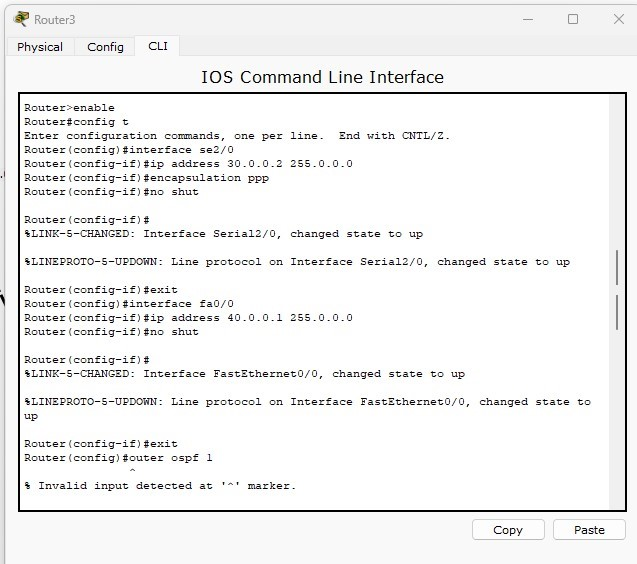 Router3
Physical Config CLI
IOS Command Line Interface
Router>enable
Router#config t
Enter configuration commands, one per line.  End with CNTL/Z.
Router(config)#interface se2/0
Router(config-if)#ip address 30.0.0.2 255.0.0.0
Router(config-if)#encapsulation ppp
Router(config-if)#no shut
Router(config-if)#
%LINK-5-CHANGED: Interface Serial2/0, changed state to up
%LINEPROTO-5-UPDOWN: Line protocol on Interface Serial2/0, changed state to up
Router(config-if)#exit
Router(config)#interface fa0/0
Router(config-if)#ip address 40.0.0.1 255.0.0.0
Router(config-if)#no shut
Router(config-if)#
%LINK-5-CHANGED: Interface FastEthernet0/0, changed state to up
%LINEPROTO-5-UPDOWN: Line protocol on Interface FastEthernet0/0, changed state to
up
Router(config-if)#exit
Router(config)#outer ospf 1
^
% Invalid input detected at '^' marker.
Copy Paste